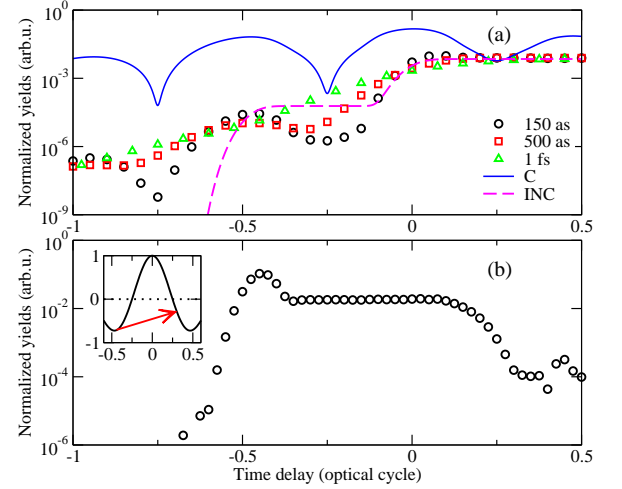 10^0
10^-3
10^-6
10^-9
Normalized yields (arb.u.)
(a)
150 as
500 as
1 fs
C
INC
-1
-0.5
0
0.5
10^0
10^-2
10^-4
10^-6
Normalized yields (arb.u.)
(b)
1
0
-1
-0.5
0
0.5
-1
-0.5
0
0.5
Time delay (optical cycle)